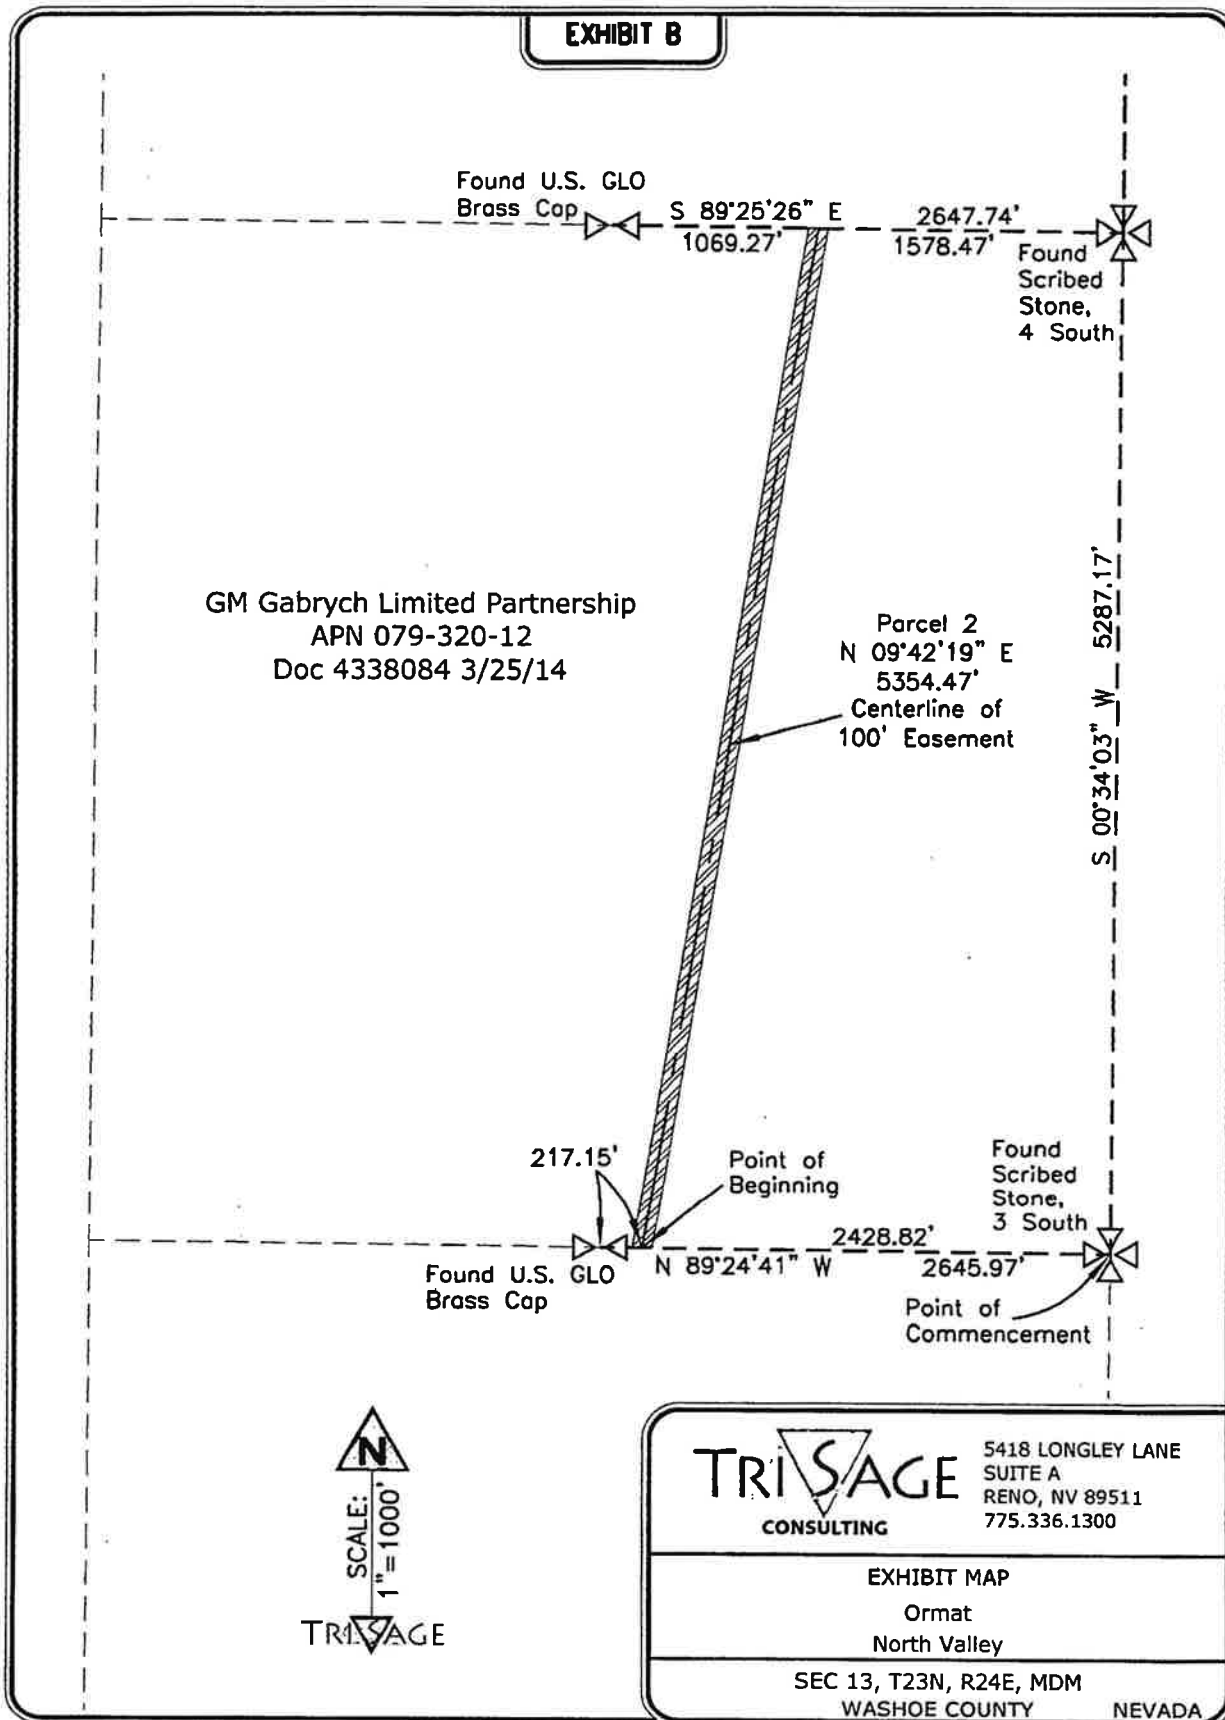 EXHIBIT B
Found U.S. GLO
Brass Cap
S 89°25'26" E
1069.27'
2647.74'
1578.47'
Found
Scribed
Stone,
4 South
S 00°34'03" W 5287.17'
GM Gabrych Limited Partnership
APN 079-320-12
Doc 4338084 3/25/14
Parcel 2
N 09°42'19" E
5354.47'
Centerline of
100' Easement
217.15'
Point of
Beginning
Found
Scribed
Stone,
3 South
2428.82'
N 89°24'41" W
2645.97'
Found U.S. GLO
Brass Cap
Point of
Commencement
N
SCALE:
1"=1000'
TRISAGE
TRISAGE
CONSULTING
5418 LONGLEY LANE
SUITE A
RENO, NV 89511
775.336.1300
EXHIBIT MAP
Ormat
North Valley
SEC 13, T23N, R24E, MDM
WASHOE COUNTY NEVADA